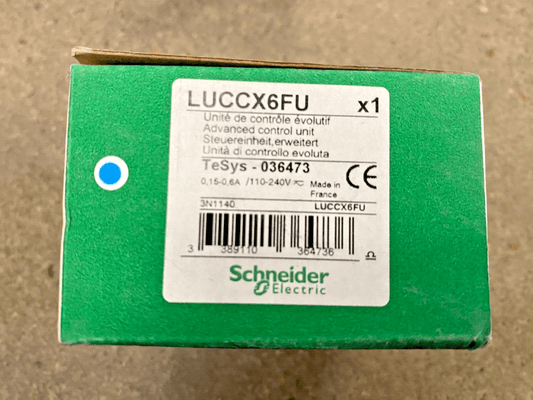 LUCCX6FU x1
Unité de contrôle évolutif
Advanced control unit
Steuereinheit,erweitert
Unità di controllo evoluta
TeSys - 036473
0,15-0,6A /110-240V Made in France
CE
3N1140 LUCCX6FU
3 389110 364736
Schneider
Electric